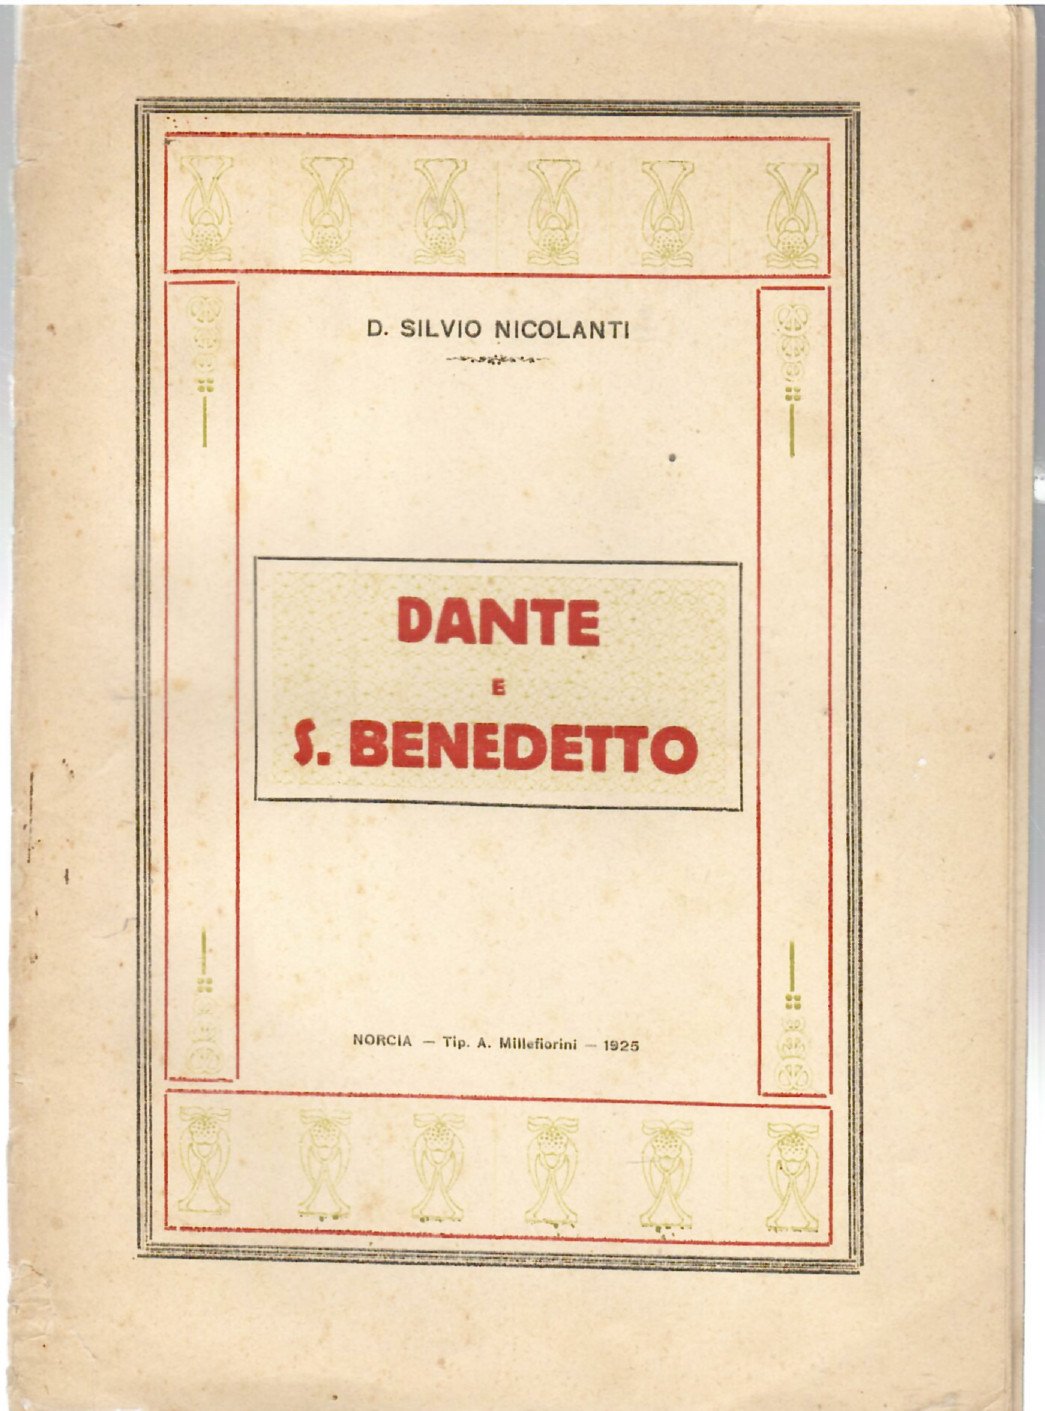 D. SILVIO NICOLANTI
DANTE
E
S. BENEDETTO
NORCIA — Tip. A. Millefiorini — 1925